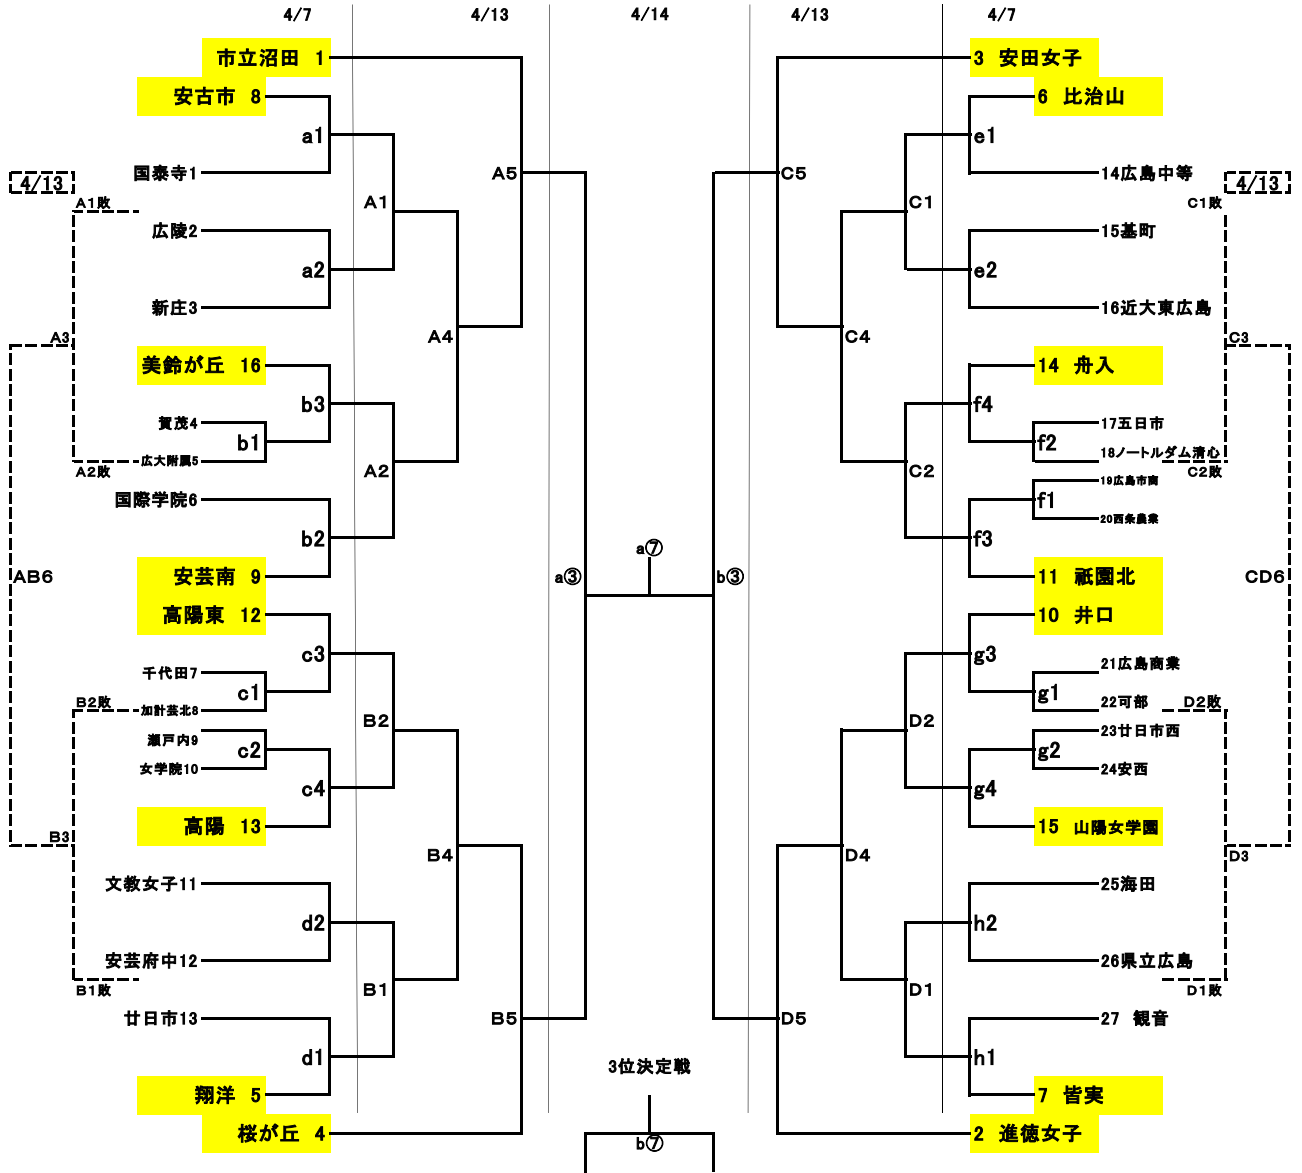 4/7 4/13 4/14 4/13 4/7
市立沼田 1 3 安田女子
安古市 8 6 比治山
a1 e1
国泰寺1 A5 C5 14広島中等
4/13 4/13
A1敗 A1 C1 C1敗
広陵2 15基町
a2 e2
新庄3 16近大東広島
A3 A4 C4 C3
美鈴が丘 16 14 舟入
b3 f4
賀茂4 17五日市
b1 f2
広大附属5 18ノートルダム清心
A2敗 A2 C2 C2敗
19広島市商
国際学院6 f1
20西条農業
b2 f3
a⑦
安芸南 9 a③ b③ 11 祇園北
AB6 CD6
高陽東 12 10 井口
c3 g3
千代田7 21広島商業
c1 g1
B2敗 加計芸北8 22可部 D2敗
B2 D2
瀬戸内9 23廿日市西
c2 g2
女学院10 24安西
c4 g4
高陽 13 15 山陽女学園
B3 B4 D4 D3
文教女子11 25海田
d2 h2
安芸府中12 26県立広島
B1敗 B1 D1 D1敗
廿日市13 B5 D5 27 観音
d1 h1
3位決定戦
翔洋 5 7 皆実
桜が丘 4 2 進徳女子
b⑦